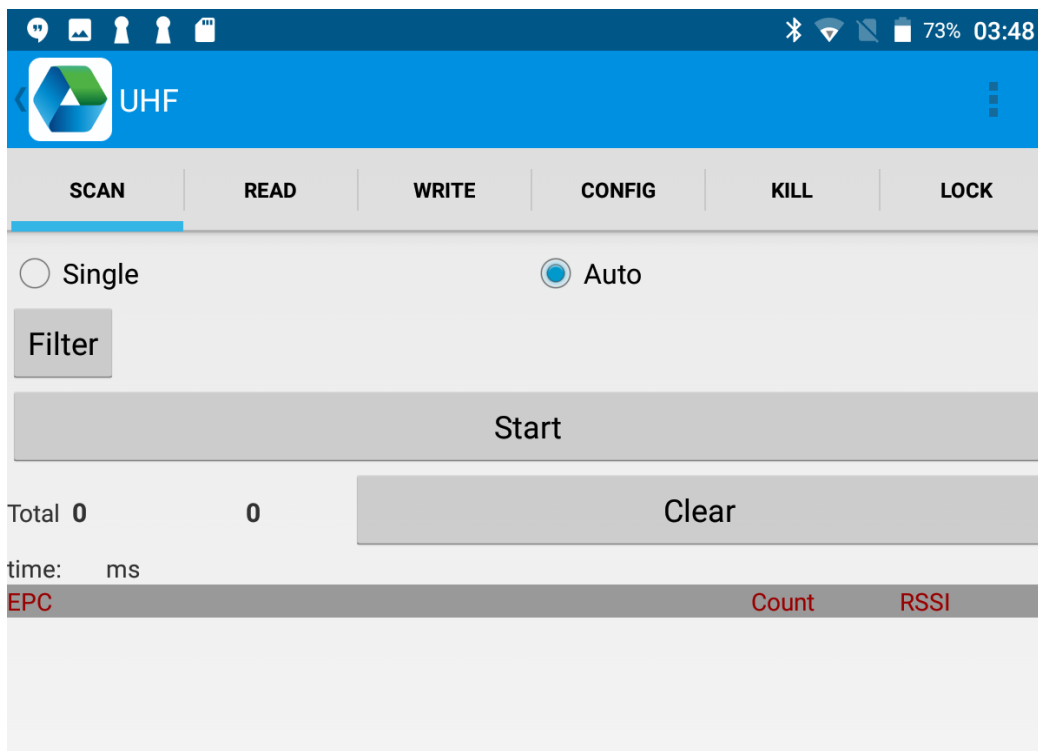 73% 03:48
UHF
SCAN READ WRITE CONFIG KILL LOCK
Single Auto
Filter
Start
Total 0 0 Clear
time: ms
EPC Count RSSI